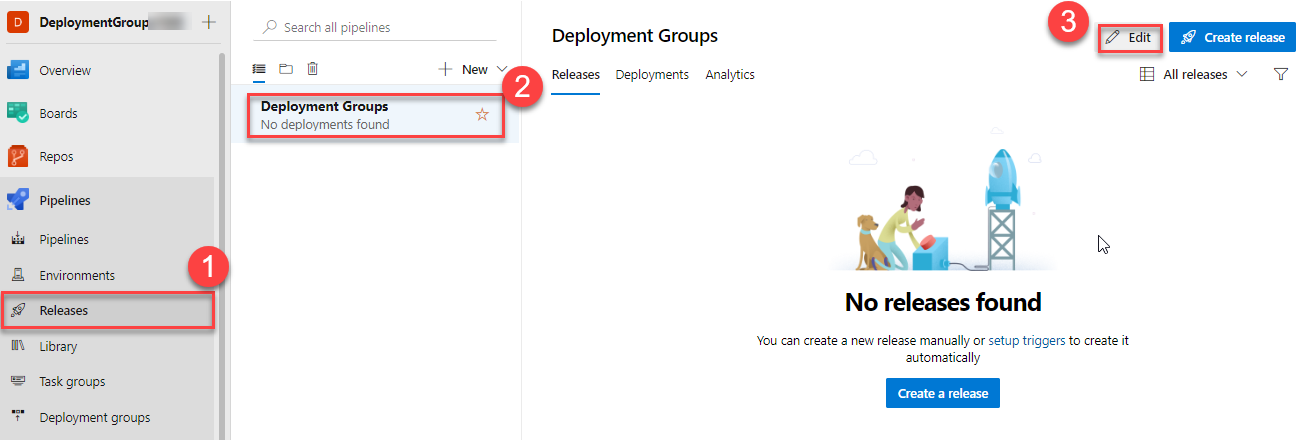 D DeploymentGroup
Overview
Boards
Repos
Pipelines
Pipelines
Environments
1
Releases
Library
Task groups
Deployment groups
Search all pipelines
New
2
Deployment Groups
No deployments found
Deployment Groups
3
Edit
Create release
Releases Deployments Analytics
All releases
No releases found
You can create a new release manually or setup triggers to create it
automatically
Create a release